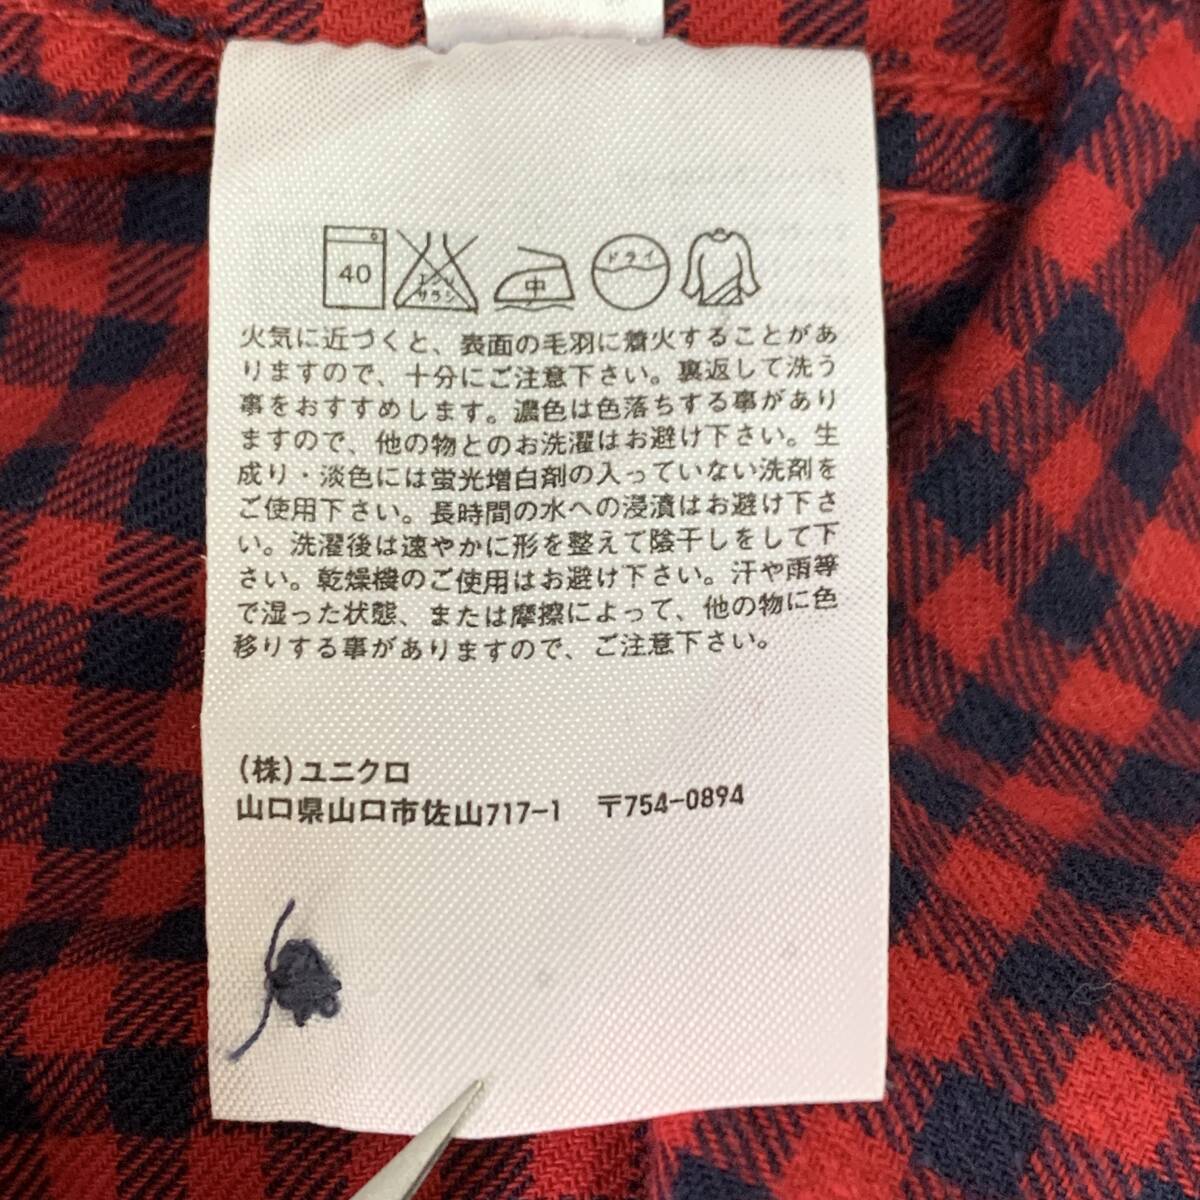 40
エンソ
サラシ
中
ドライ
火気に近づくと、表面の毛羽に着火することがあ
りますので、十分にご注意下さい。裏返して洗う
事をおすすめします。濃色は色落ちする事があり
ますので、他の物とのお洗濯はお避け下さい。生
成り・淡色には蛍光増白剤の入っていない洗剤を
ご使用下さい。長時間の水への浸漬はお避け下さ
い。洗濯後は速やかに形を整えて陰干しをして下
さい。乾燥機のご使用はお避け下さい。汗や雨等
で湿った状態、または摩擦によって、他の物に色
移りする事がありますので、ご注意下さい。
(株)ユニクロ
山口県山口市佐山717-1 〒754-0894